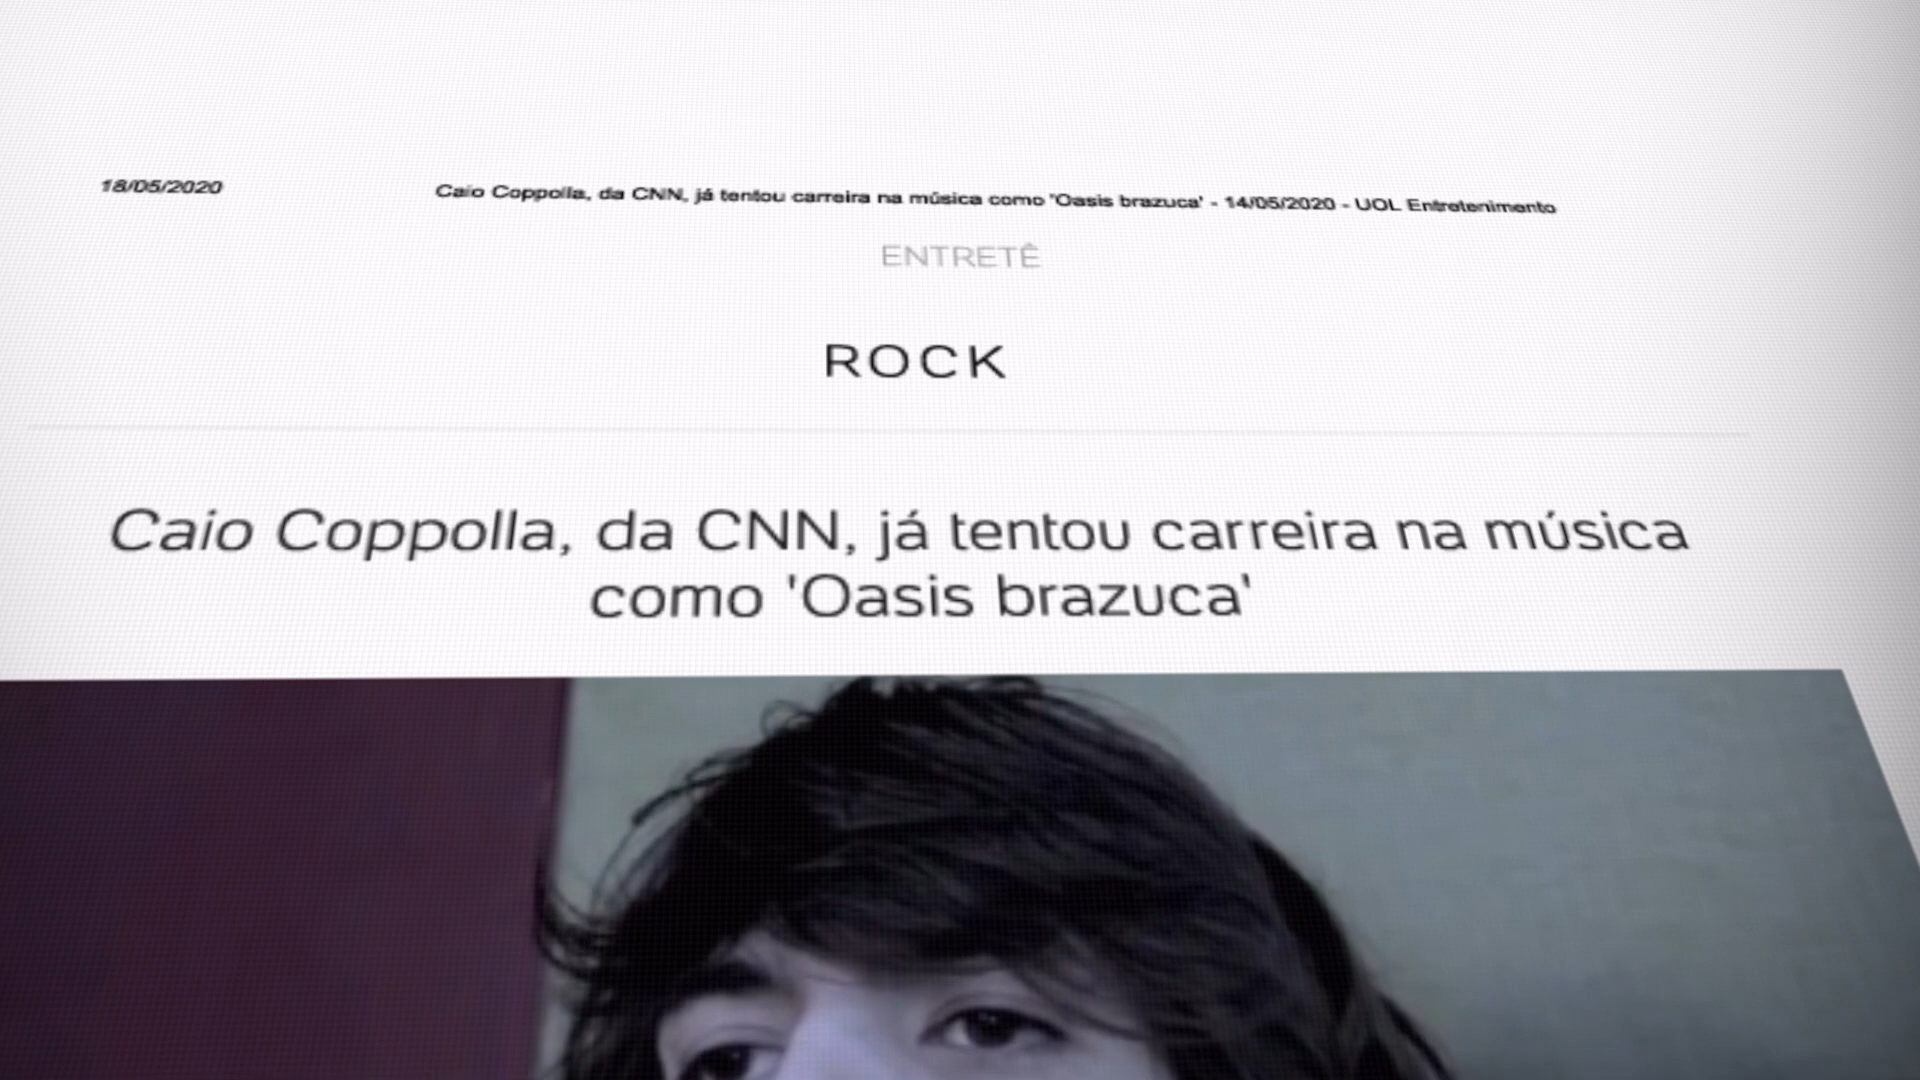 18/05/2020 Caio Coppolla, da CNN, já tentou carreira na música como 'Oasis brazuca' - 14/05/2020 - UOL Entretenimento
ENTRETÊ
ROCK
Caio Coppolla, da CNN, já tentou carreira na música
como 'Oasis brazuca'